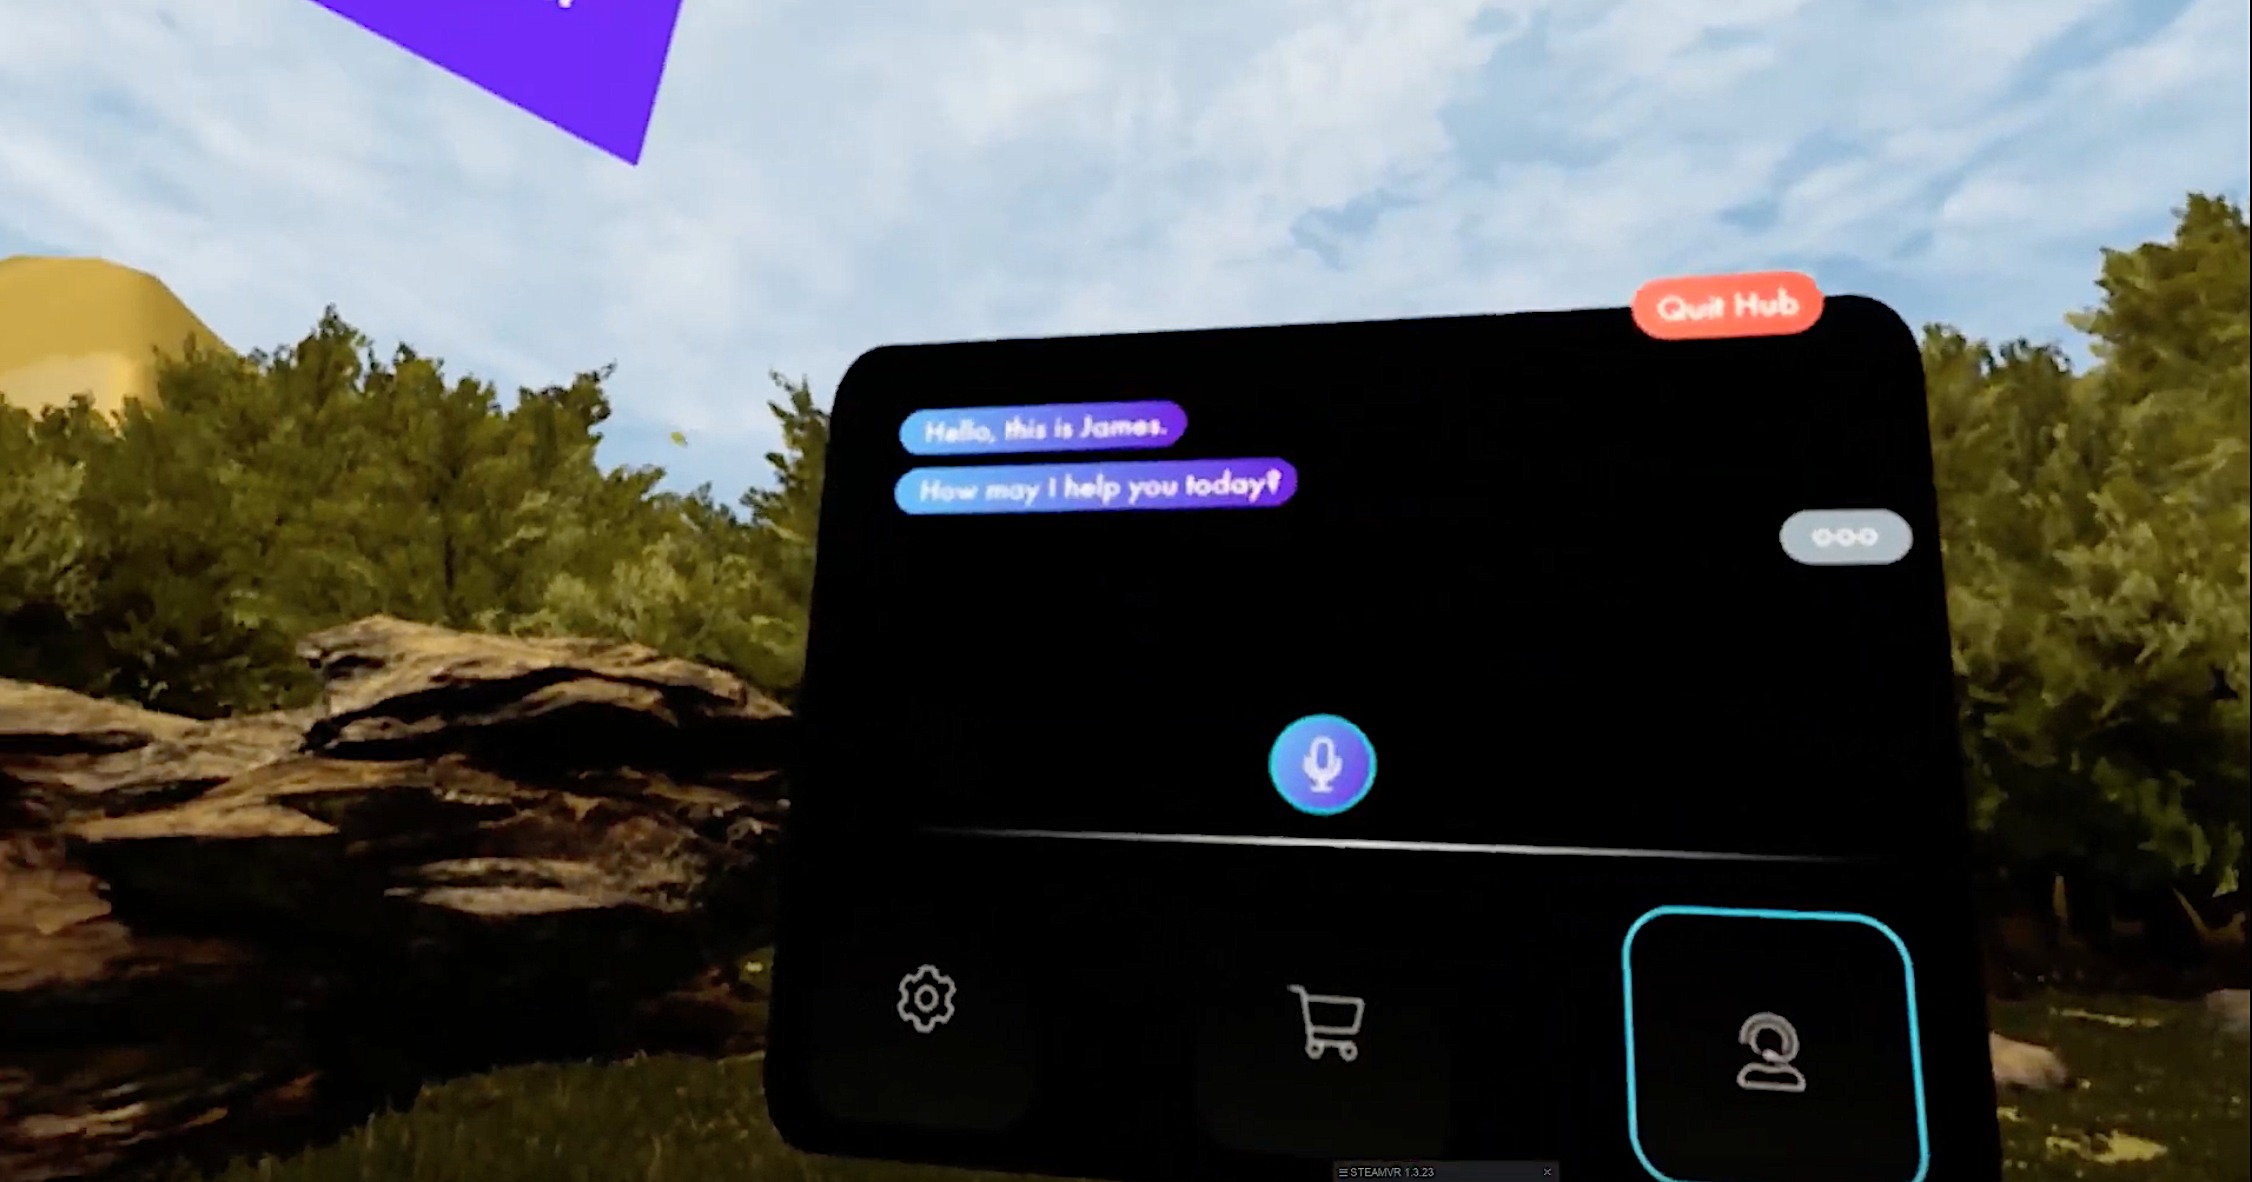 Quit Hub
Hello, this is James.
How may I help you today?
STEAMVR 1.3.23